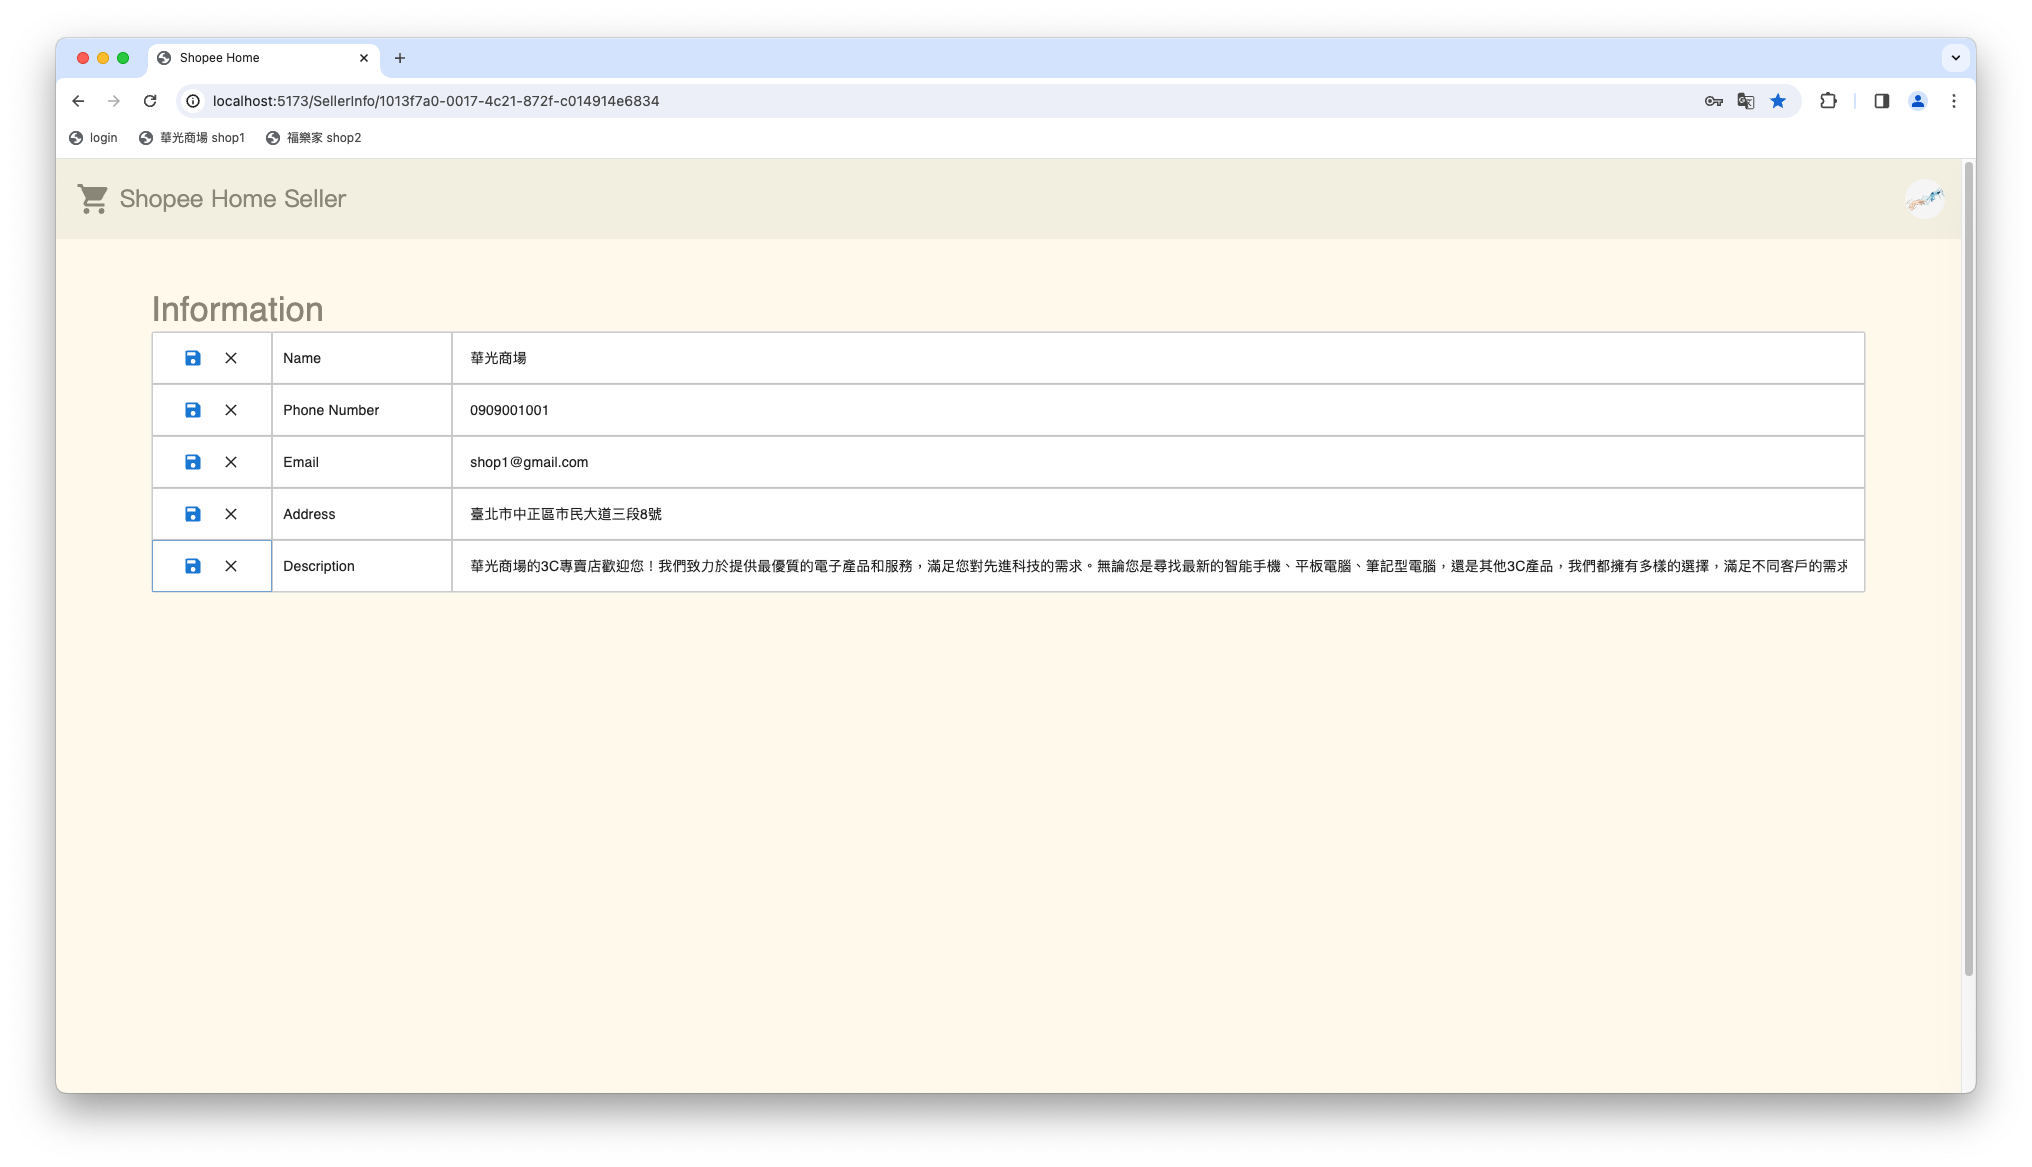 Shopee Home
localhost:5173/SellerInfo/1013f7a0-0017-4c21-872f-c014914e6834
login 華光商場 shop1 福樂家 shop2
Shopee Home Seller
Information
Name 華光商場
Phone Number 0909001001
Email shop1@gmail.com
Address 臺北市中正區市民大道三段8號
Description 華光商場的3C專賣店歡迎您！我們致力於提供最優質的電子產品和服務，滿足您對先進科技的需求。無論您是尋找最新的智能手機、平板電腦、筆記型電腦，還是其他3C產品，我們都擁有多樣的選擇，滿足不同客戶的需求